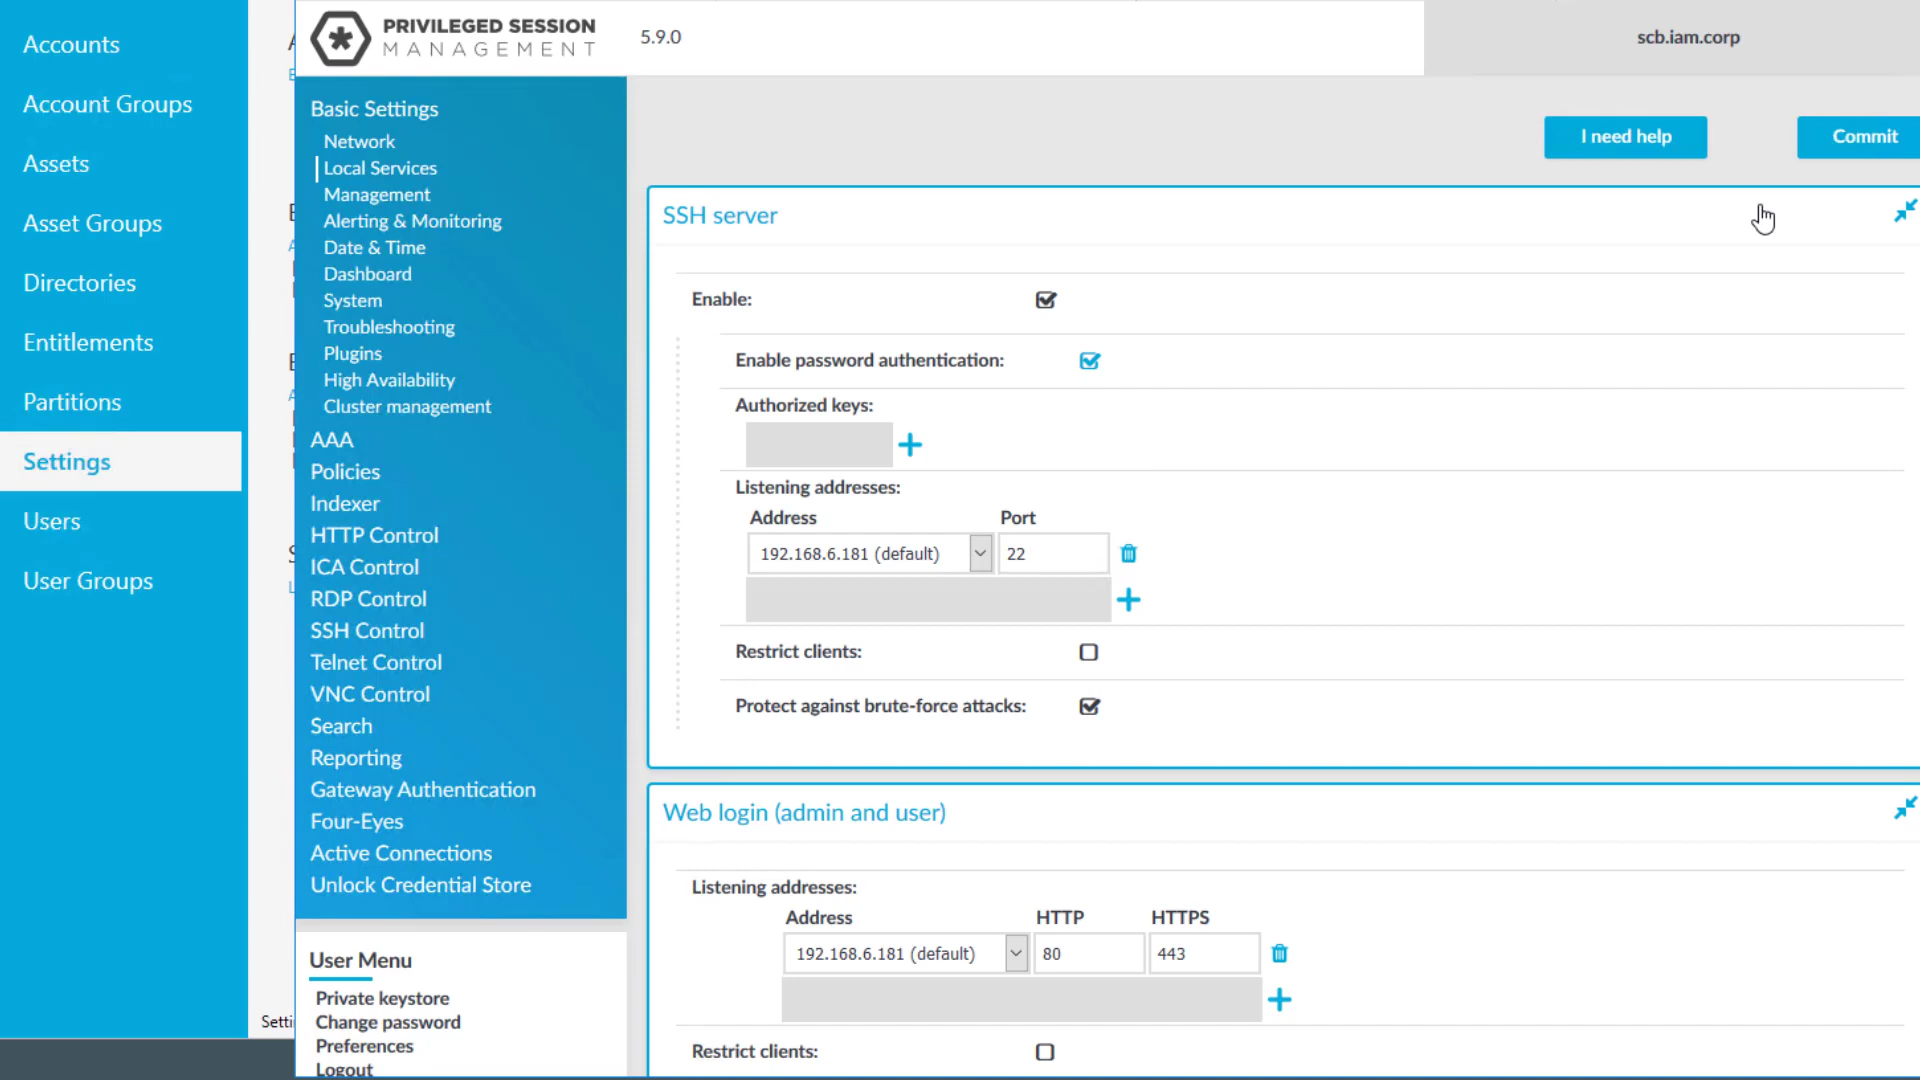 Accounts
Account Groups
Assets
Asset Groups
Directories
Entitlements
Partitions
Settings
Users
User Groups
PRIVILEGED SESSION
MANAGEMENT
5.9.0
scb.iam.corp
Basic Settings
Network
Local Services
Management
Alerting & Monitoring
Date & Time
Dashboard
System
Troubleshooting
Plugins
High Availability
Cluster management
AAA
Policies
Indexer
HTTP Control
ICA Control
RDP Control
SSH Control
Telnet Control
VNC Control
Search
Reporting
Gateway Authentication
Four-Eyes
Active Connections
Unlock Credential Store
User Menu
Private keystore
Change password
Preferences
Logout
I need help
Commit
SSH server
Enable:
Enable password authentication:
Authorized keys:
Listening addresses:
Address Port
192.168.6.181 (default) 22
Restrict clients:
Protect against brute-force attacks:
Web login (admin and user)
Listening addresses:
Address HTTP HTTPS
192.168.6.181 (default) 80 443
Restrict clients: